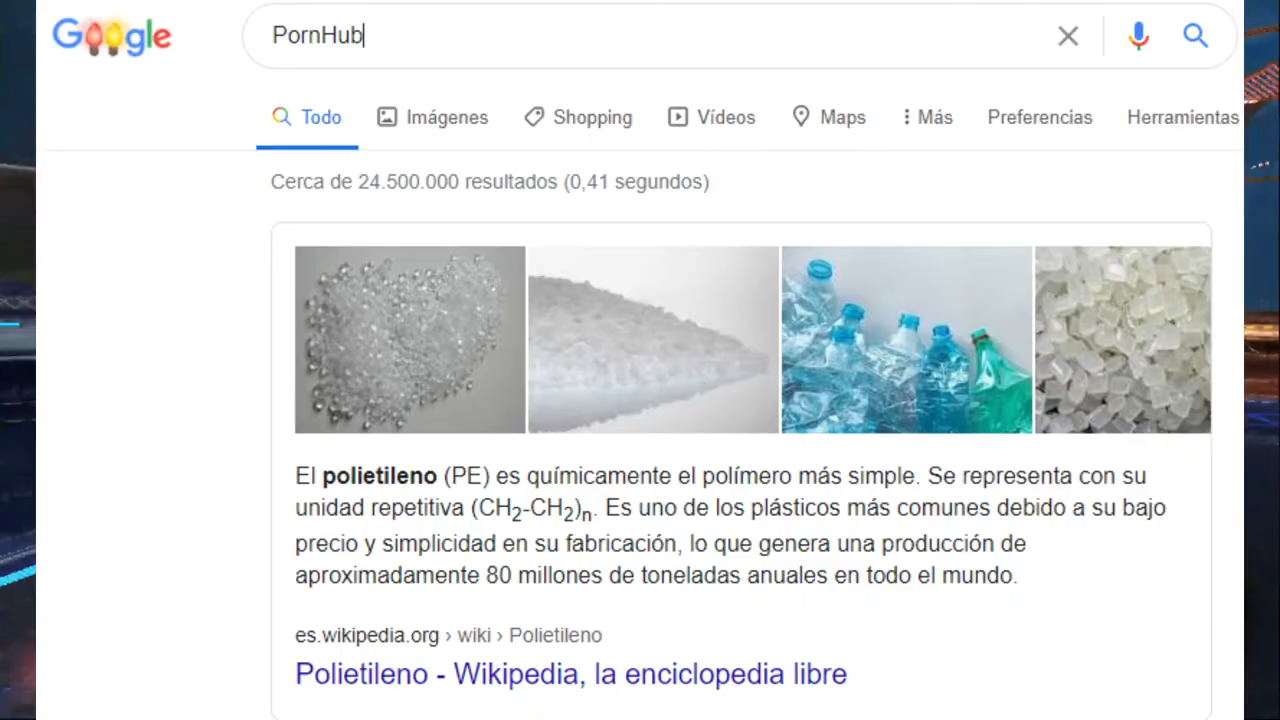 Google
PornHub
Todo
Imágenes
Shopping
Vídeos
Maps
Más
Preferencias
Herramientas
Cerca de 24.500.000 resultados (0,41 segundos)
El polietileno (PE) es químicamente el polímero más simple. Se representa con su
unidad repetitiva (CH2-CH2)n. Es uno de los plásticos más comunes debido a su bajo
precio y simplicidad en su fabricación, lo que genera una producción de
aproximadamente 80 millones de toneladas anuales en todo el mundo.
es.wikipedia.org › wiki › Polietileno
Polietileno - Wikipedia, la enciclopedia libre